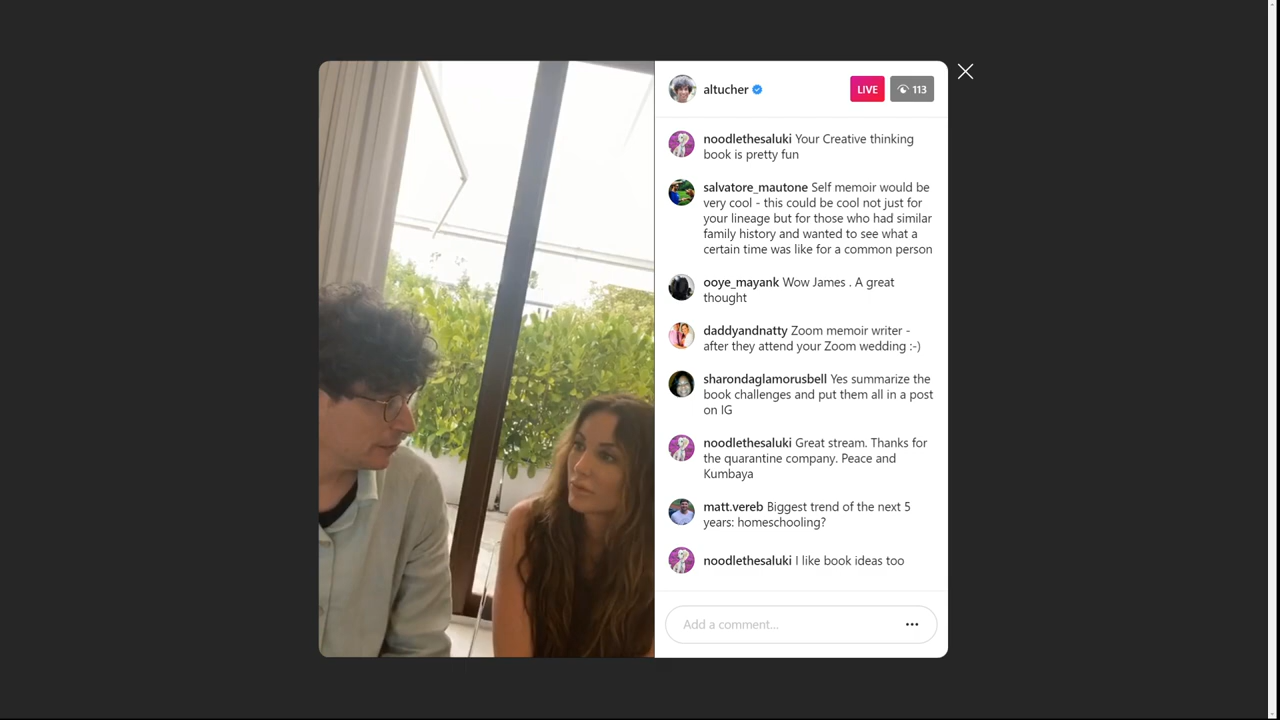 altucher
LIVE
113
noodlethesaluki Your Creative thinking
book is pretty fun
salvatore_mautone Self memoir would be
very cool - this could be cool not just for
your lineage but for those who had similar
family history and wanted to see what a
certain time was like for a common person
ooye_mayank Wow James . A great
thought
daddyandnatty Zoom memoir writer -
after they attend your Zoom wedding :-)
sharondaglamorusbell Yes summarize the
book challenges and put them all in a post
on IG
noodlethesaluki Great stream. Thanks for
the quarantine company. Peace and
Kumbaya
matt.vereb Biggest trend of the next 5
years: homeschooling?
noodlethesaluki I like book ideas too
Add a comment...